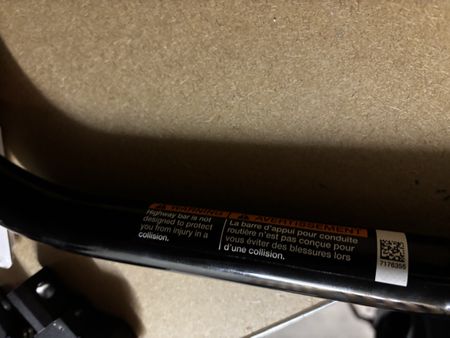 WARNING
Highway bar is not
designed to protect
you from injury in a
collision.
AVERTISSEMENT
La barre d'appui pour conduite
routière n'est pas conçue pour
vous éviter des blessures lors
d'une collision.
7178355